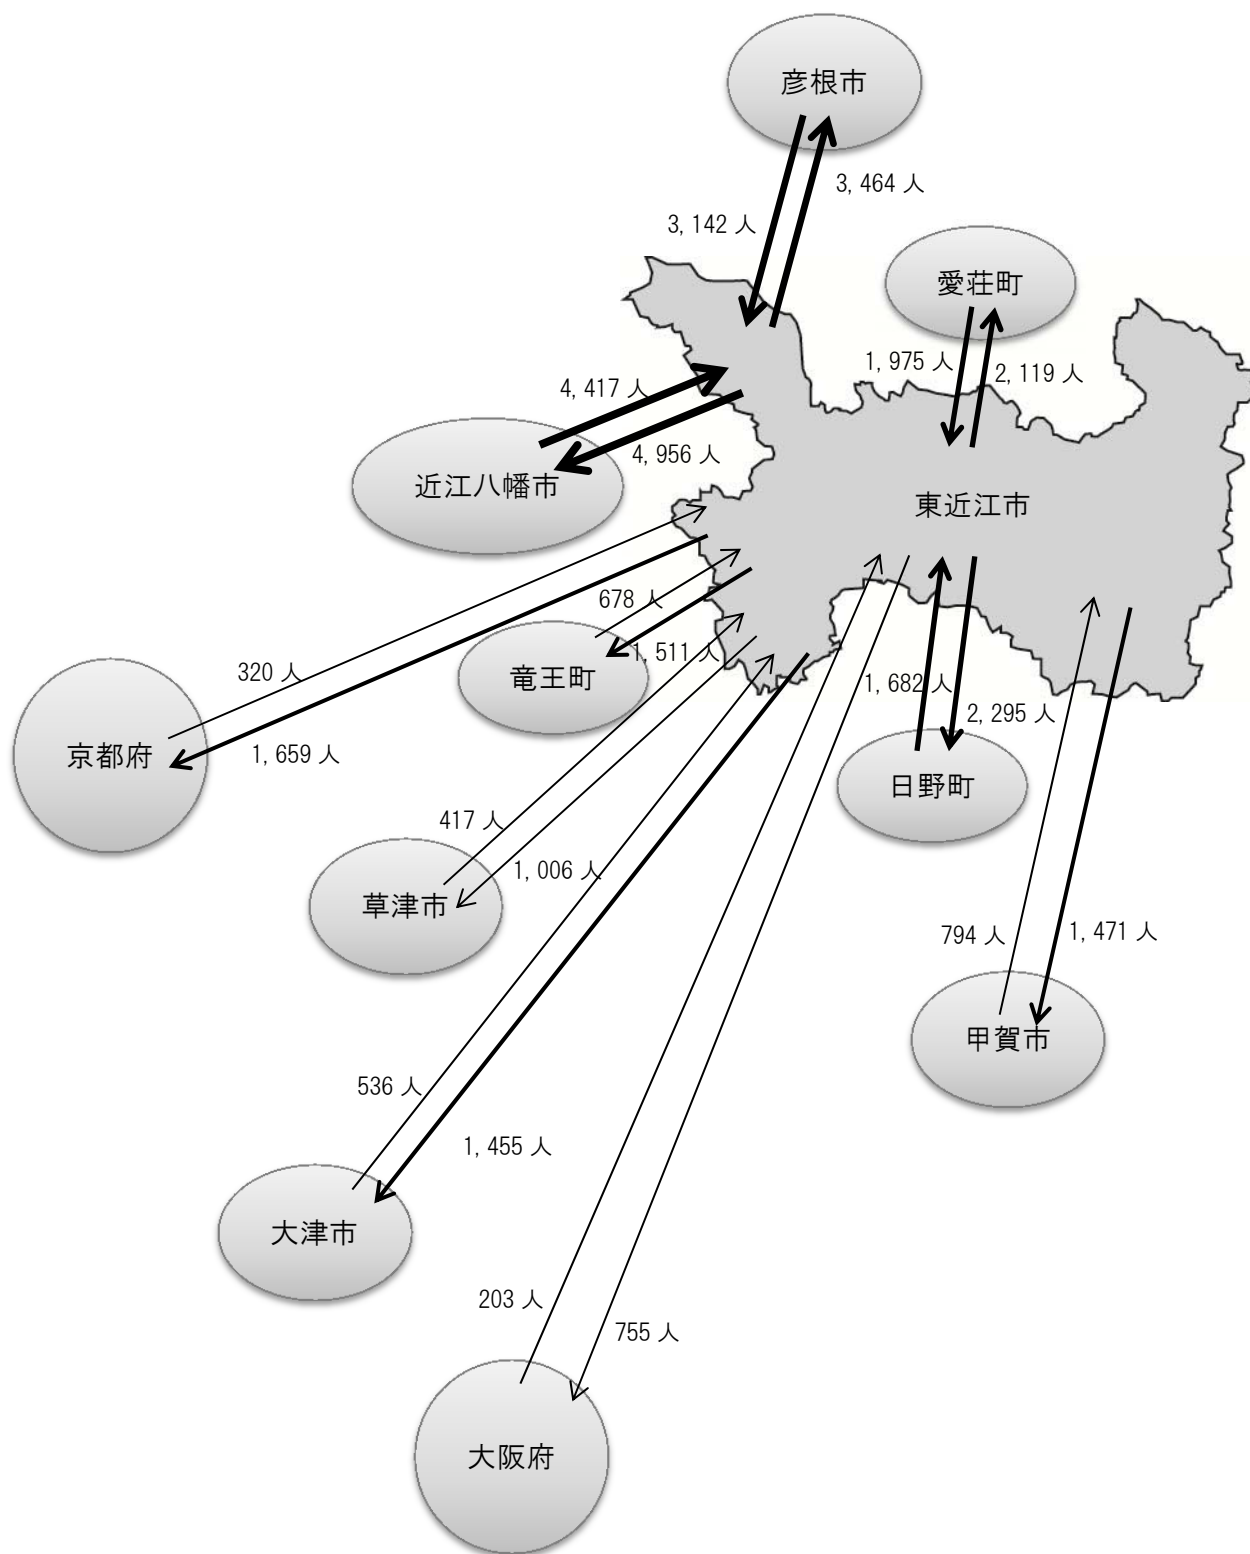 彦根市
3,464 人
3,142 人
愛荘町
1,975 人
2,119 人
4,417 人
4,956 人
近江八幡市
東近江市
678 人
1,511 人
竜王町
320 人
1,659 人
京都府
1,682 人
2,295 人
日野町
417 人
1,006 人
草津市
794 人
1,471 人
甲賀市
536 人
1,455 人
大津市
203 人
755 人
大阪府